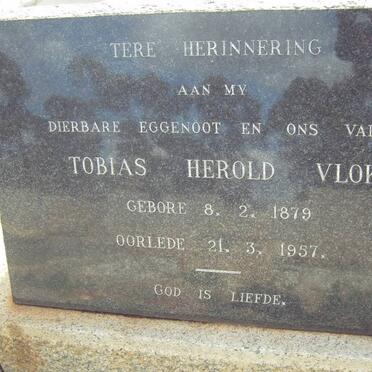 TERE HERINNERING
AAN MY
DIERBARE EGGENOOT EN ONS
TOBIAS HEROLD
GEBORE 8. 2. 1879
OORLEDE 21. 3. 1957.
GOD IS LIEFDE.